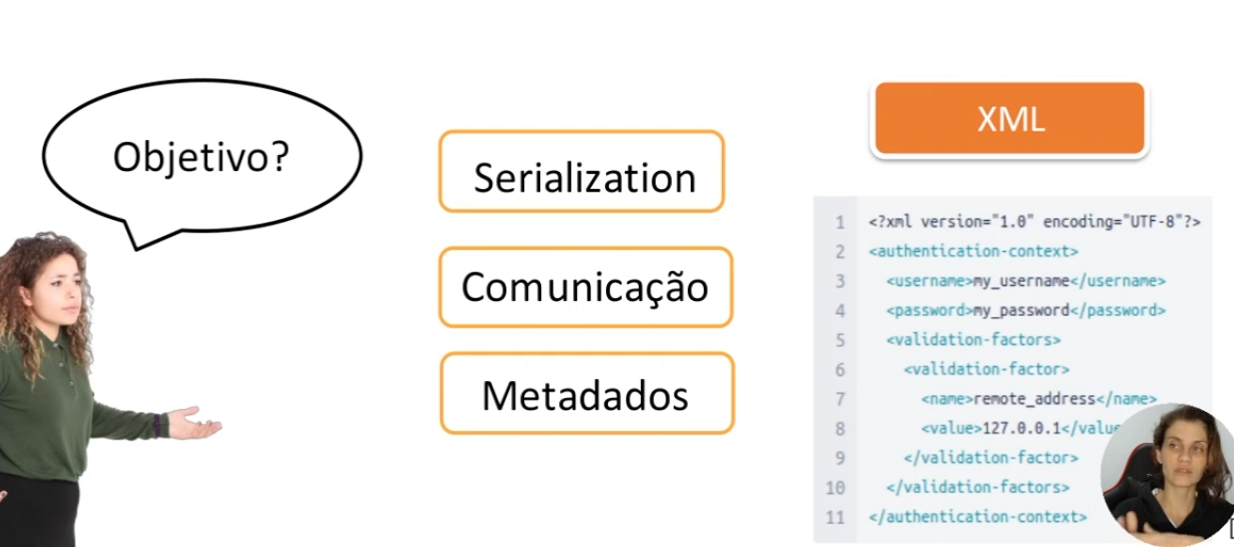 Objetivo?
Serialization
Comunicação
Metadados
XML
1 <?xml version="1.0" encoding="UTF-8"?>
2 <authentication-context>
3 <username>my_username</username>
4 <password>my_password</password>
5 <validation-factors>
6 <validation-factor>
7 <name>remote_address</name>
8 <value>127.0.0.1</value
9 </validation-factor>
10 </validation-factors>
11 </authentication-context>